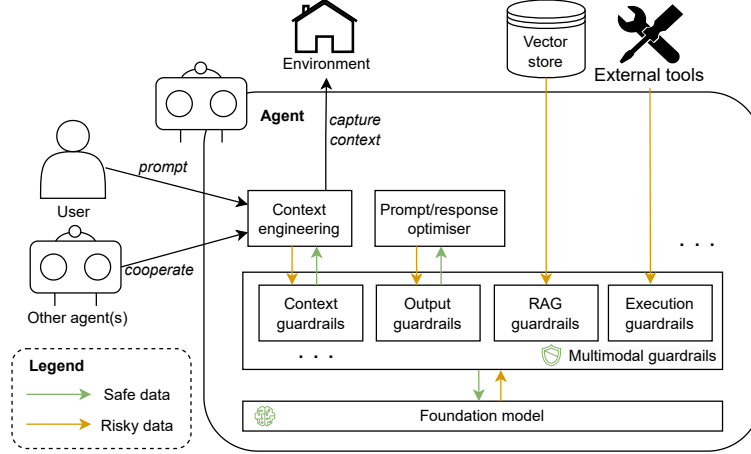 Environment
Vector
store
External tools
Agent
capture
context
prompt
User
Context
engineering
Prompt/response
optimiser
. . .
cooperate
Other agent(s)
Context
guardrails
Output
guardrails
RAG
guardrails
Execution
guardrails
. . .
Multimodal guardrails
Legend
Safe data
Risky data
Foundation model